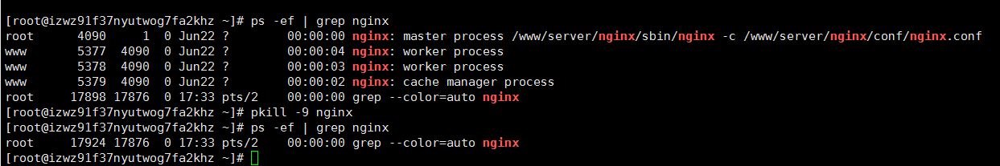 [root@izwz91f37nyutwog7fa2khz ~]# ps -ef | grep nginx
root      4090     1  0 Jun22 ?        00:00:00 nginx: master process /www/server/nginx/sbin/nginx -c /www/server/nginx/conf/nginx.conf
www       5377  4090  0 Jun22 ?        00:00:04 nginx: worker process
www       5378  4090  0 Jun22 ?        00:00:03 nginx: worker process
www       5379  4090  0 Jun22 ?        00:00:02 nginx: cache manager process
root     17898 17876  0 17:33 pts/2    00:00:00 grep --color=auto nginx
[root@izwz91f37nyutwog7fa2khz ~]# pkill -9 nginx
[root@izwz91f37nyutwog7fa2khz ~]# ps -ef | grep nginx
root     17924 17876  0 17:33 pts/2    00:00:00 grep --color=auto nginx
[root@izwz91f37nyutwog7fa2khz ~]#